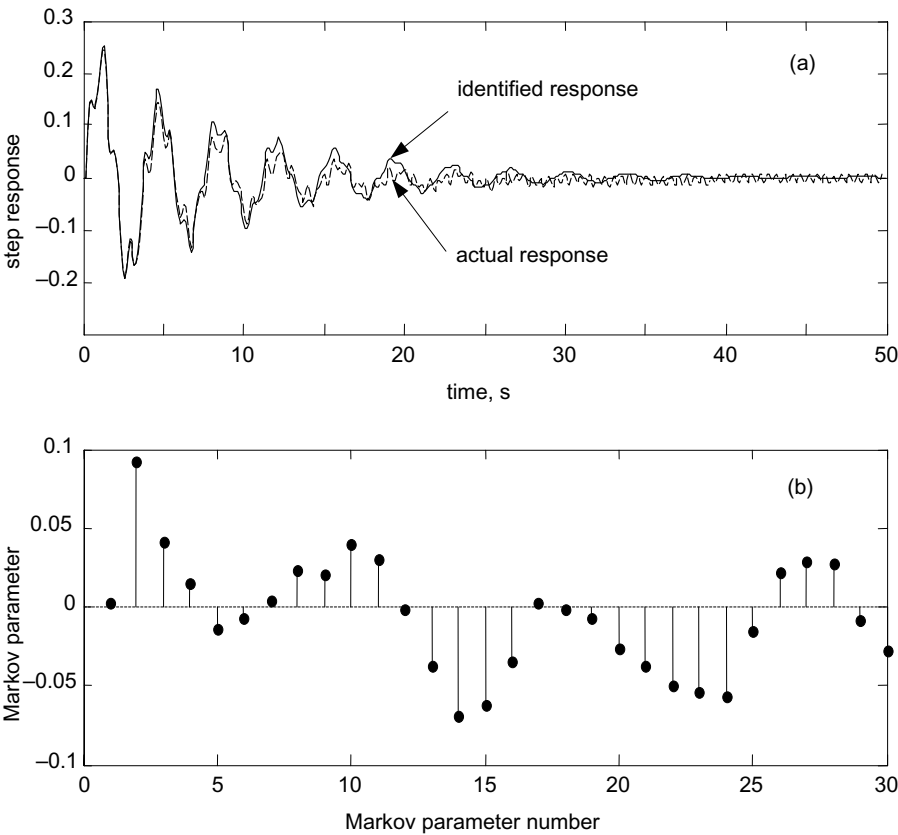 0.3
(a)
0.2
identified response
0.1
step response
0
–0.1
actual response
–0.2
0 10 20 30 40 50
time, s
0.1
(b)
0.05
Markov parameter
0
–0.05
–0.1
0 5 10 15 20 25 30
Markov parameter number